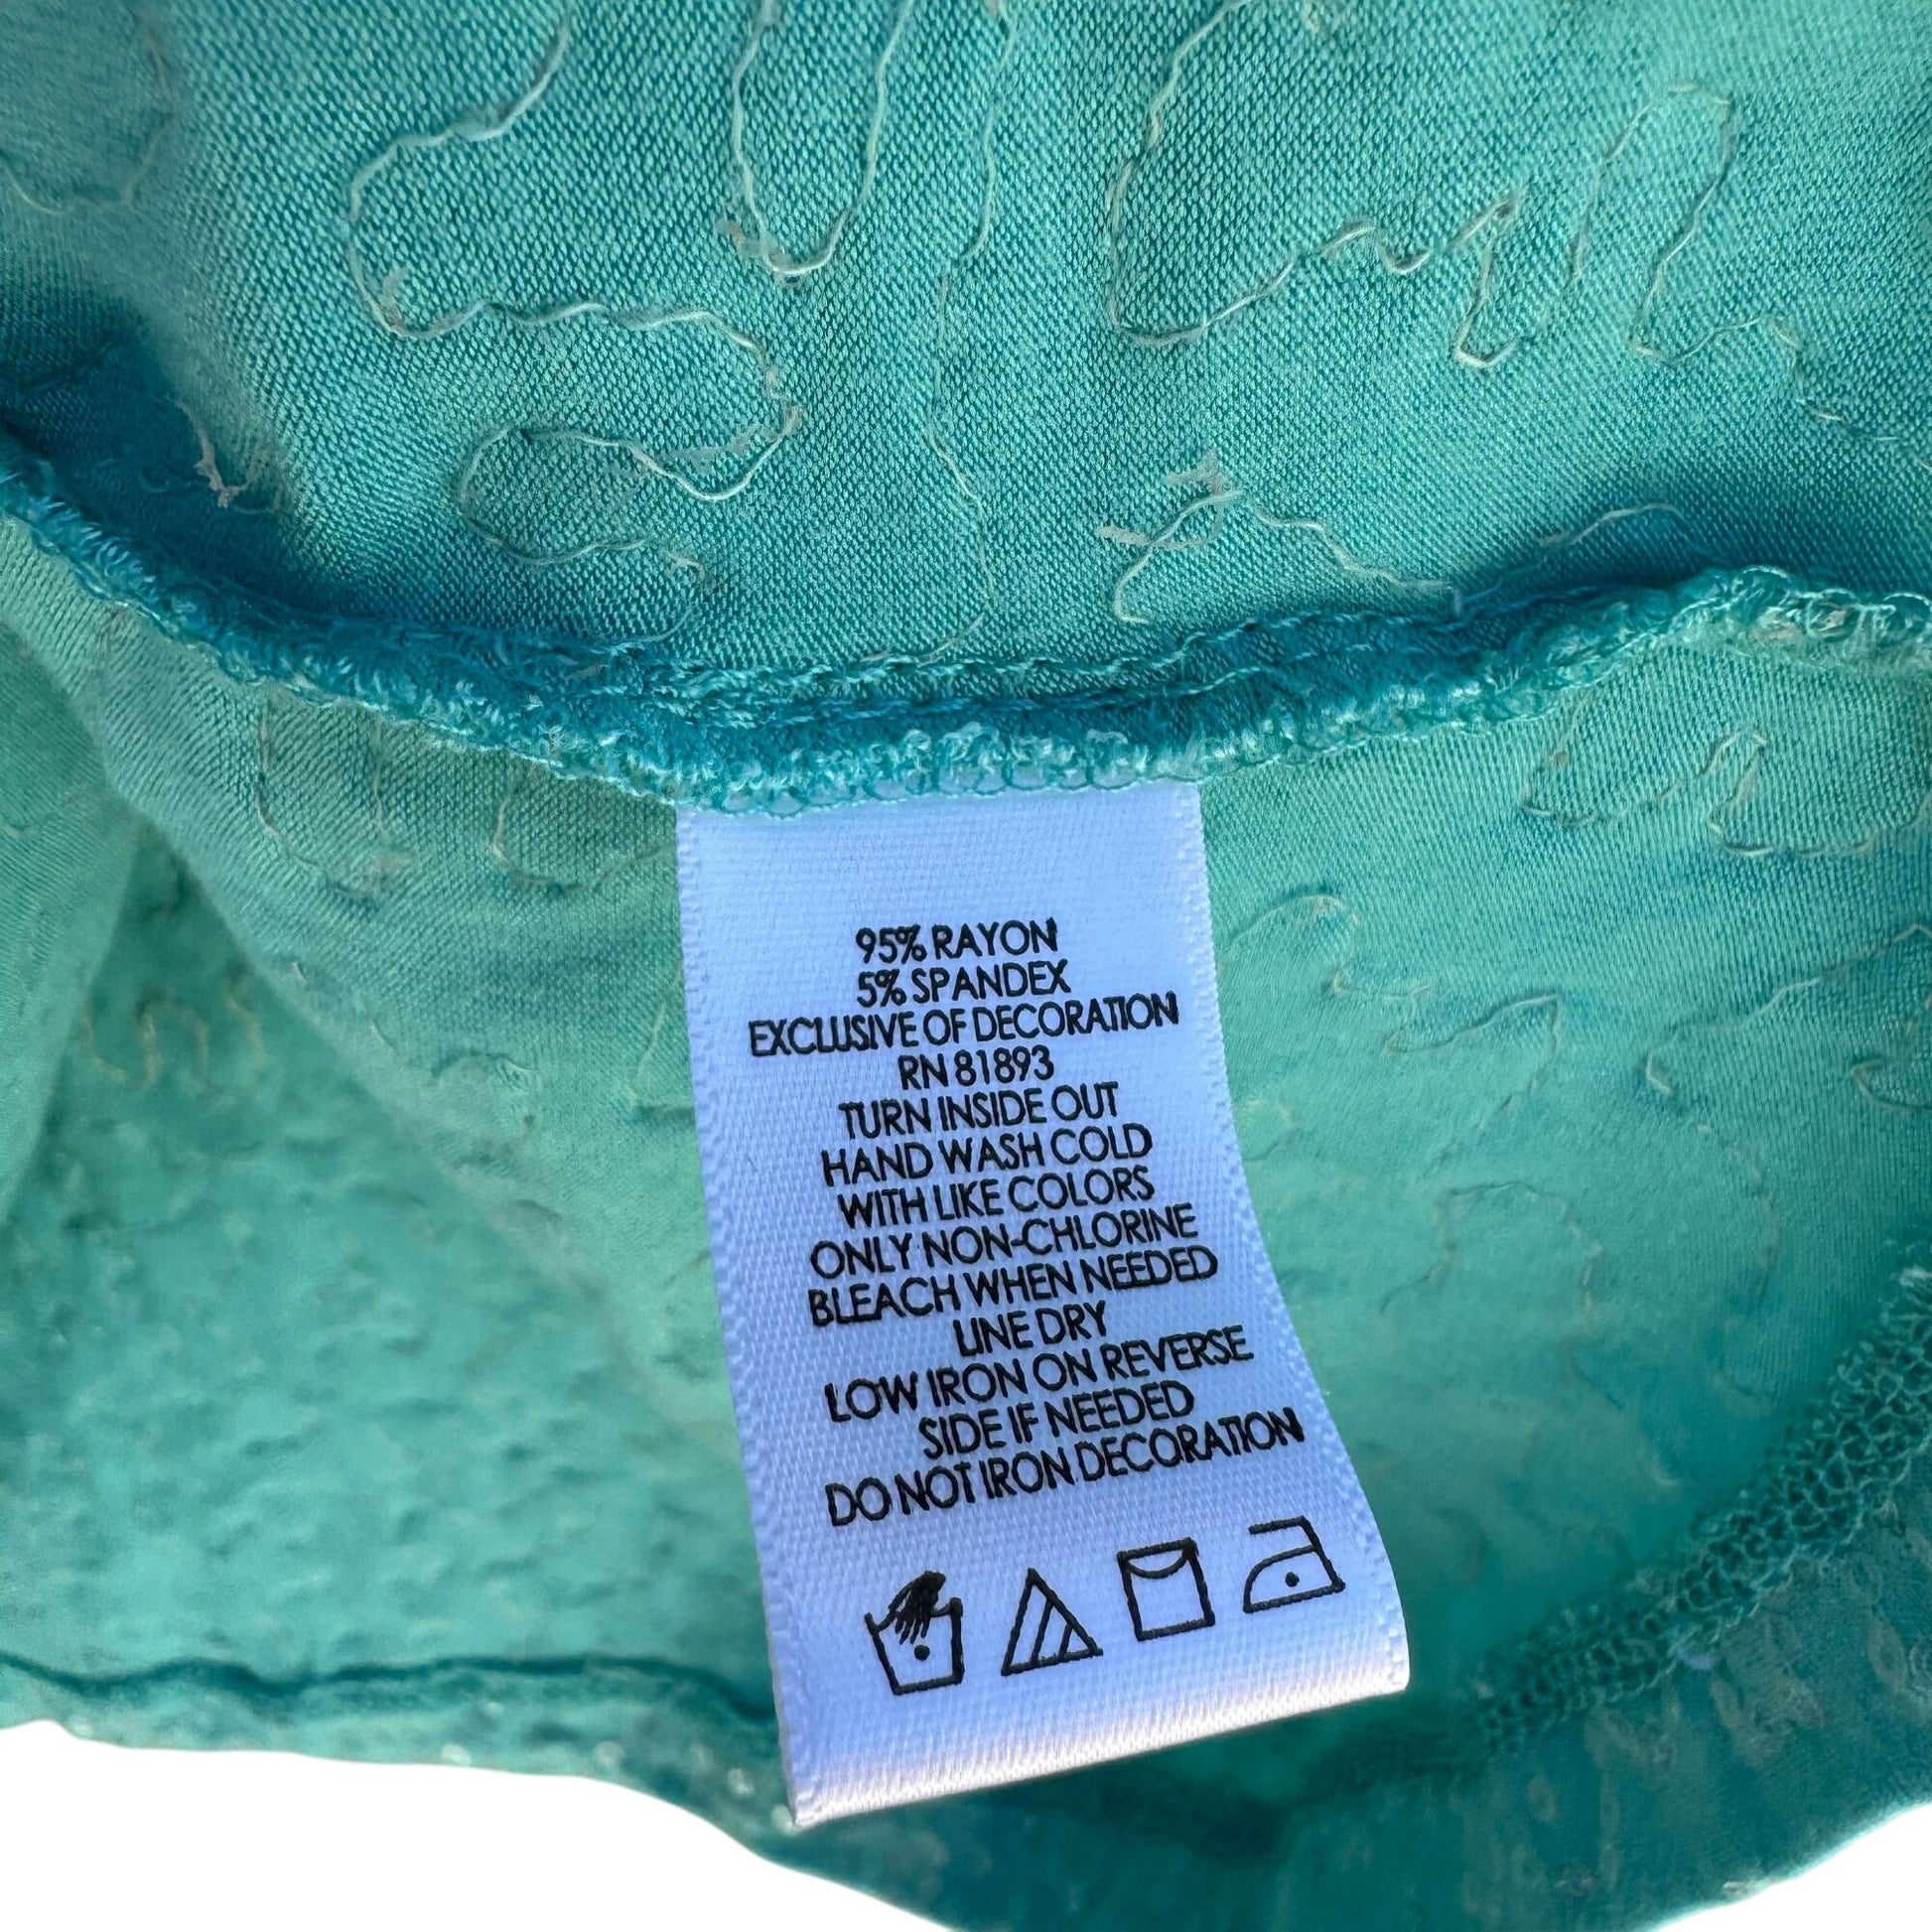 95% RAYON
5% SPANDEX
EXCLUSIVE OF DECORATION
RN 81893
TURN INSIDE OUT
HAND WASH COLD
WITH LIKE COLORS
ONLY NON-CHLORINE
BLEACH WHEN NEEDED
LINE DRY
LOW IRON ON REVERSE
SIDE IF NEEDED
DO NOT IRON DECORATION